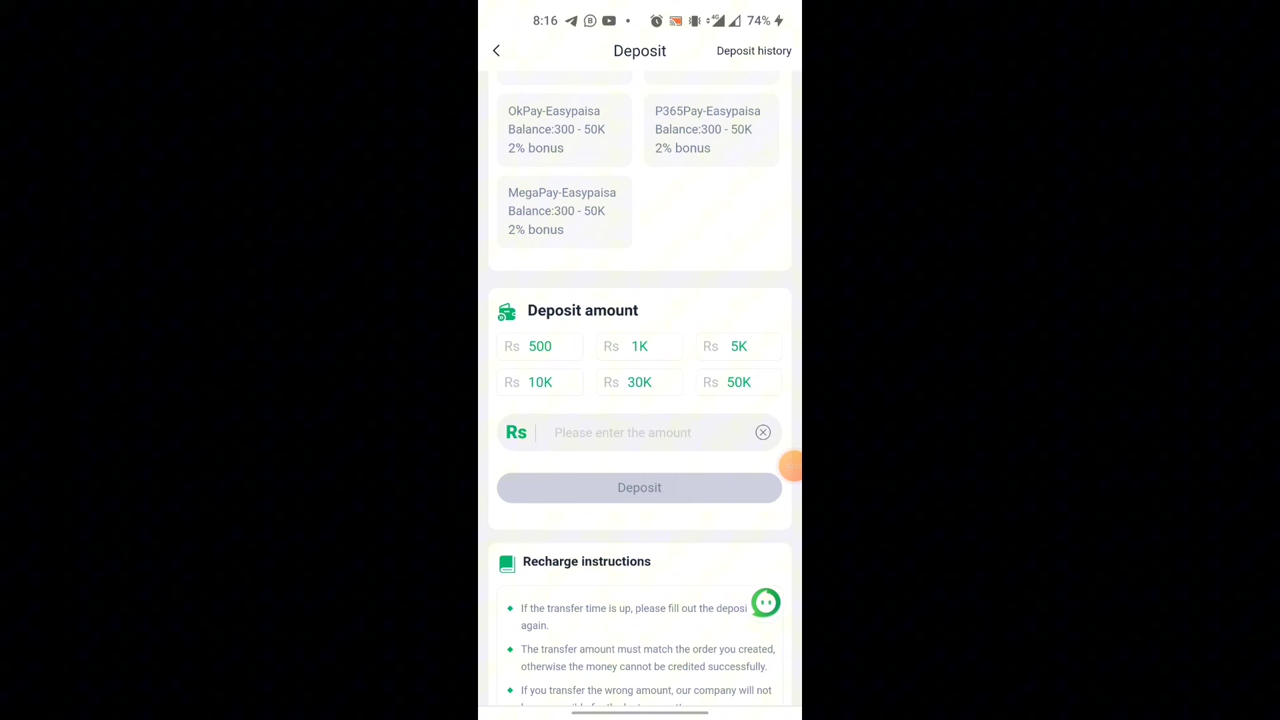 8:16
4G
74%
Deposit
Deposit history
OkPay-Easypaisa
Balance:300 - 50K
2% bonus
P365Pay-Easypaisa
Balance:300 - 50K
2% bonus
MegaPay-Easypaisa
Balance:300 - 50K
2% bonus
Deposit amount
Rs 500
Rs 1K
Rs 5K
Rs 10K
Rs 30K
Rs 50K
Rs Please enter the amount
Deposit
Recharge instructions
If the transfer time is up, please fill out the deposi
again.
The transfer amount must match the order you created,
otherwise the money cannot be credited successfully.
If you transfer the wrong amount, our company will not